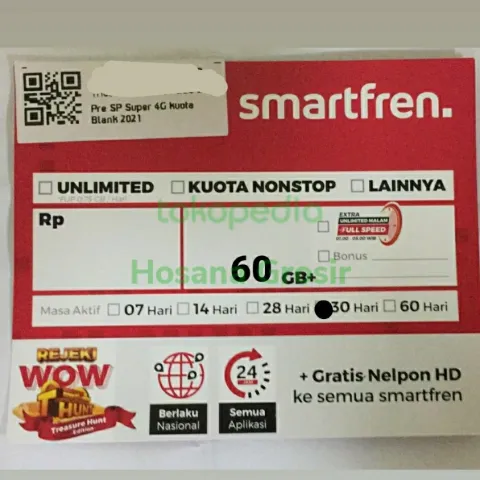 Pre SP Super 4G Kuota
Blank 2021
smartfren.
UNLIMITED
KUOTA NONSTOP
LAINNYA
Rp
tokopedia
EXTRA
UNLIMITED MALAM
FULL SPEED
Bonus
Hosana Grosir
60 GB+
Masa Aktif 07 Hari 14 Hari 28 Hari 30 Hari 60 Hari
REJEKI
WOW
HUNT
Treasure Hunt
Edition
Berlaku
Nasional
24
Semua
Aplikasi
+ Gratis Nelpon HD
ke semua smartfren